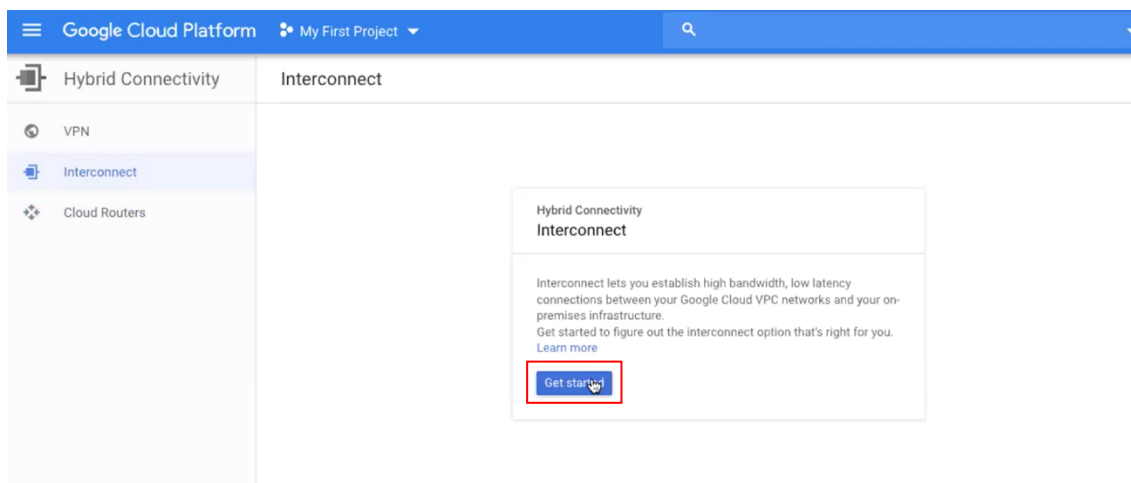 Google Cloud Platform
My First Project
Hybrid Connectivity
Interconnect
VPN
Interconnect
Cloud Routers
Hybrid Connectivity
Interconnect
Interconnect lets you establish high bandwidth, low latency
connections between your Google Cloud VPC networks and your on-
premises infrastructure.
Get started to figure out the interconnect option that's right for you.
Learn more
Get started